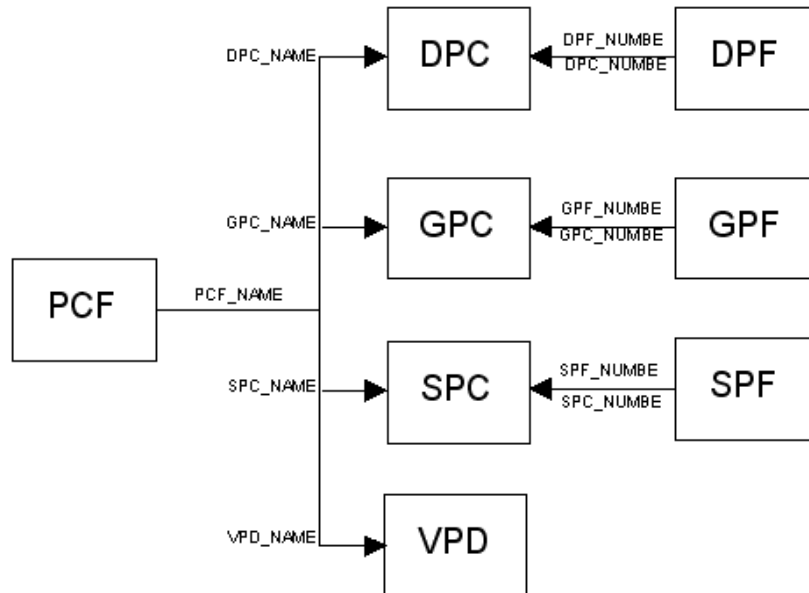 DPC_NAME
DPC
DPF_NUMBE
DPC_NUMBE
DPF
GPC_NAME
GPC
GPF_NUMBE
GPC_NUMBE
GPF
PCF
PCF_NAME
SPC_NAME
SPC
SPF_NUMBE
SPC_NUMBE
SPF
VPD_NAME
VPD